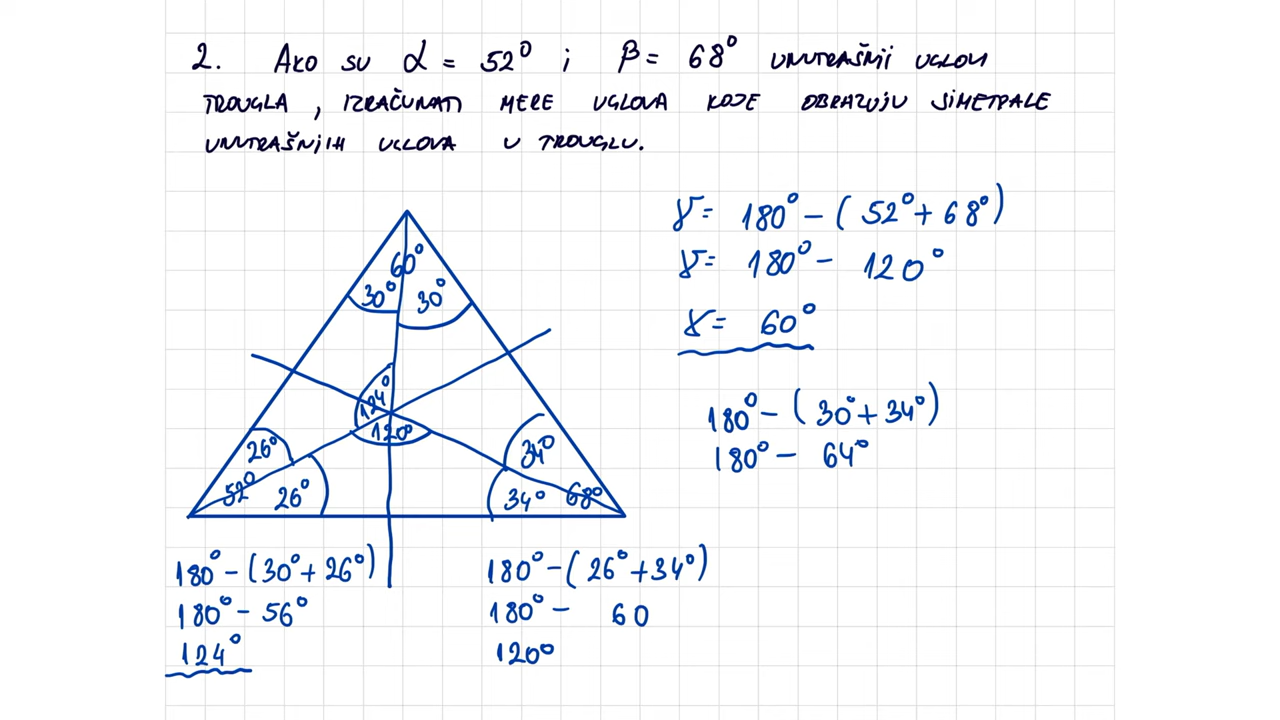 2. AKO SU α = 52° i β = 68° UNUTRAŠNJI UGLOVI
TROUGLA, IZRAČUNATI MERE UGLOVA KOJE OBRAZUJU SIMETRALE
UNUTRAŠNJIH UGLOVA U TROUGLU.
γ = 180° - (52° + 68°)
γ = 180° - 120°
γ = 60°
180° - (30° + 34°)
180° - 64°
60°
30° 30°
124°
120°
26° 34°
52° 26° 34° 68°
180° - (30° + 26°)
180° - 56°
124°
180° - (26° + 34°)
180° - 60
120°